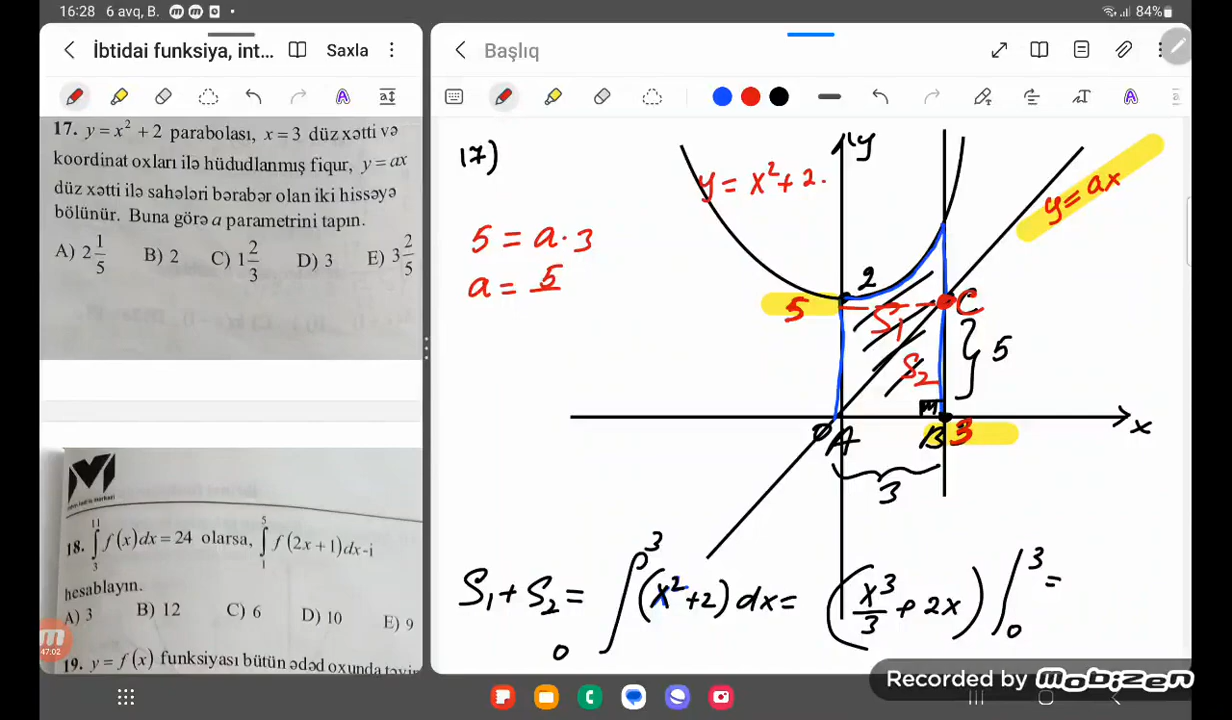 16:28 6 avq, B. 84%
İbtidai funksiya, int... Saxla
Başlıq
17. y = x² + 2 parabolası, x = 3 düz xətti və
koordinat oxları ilə hüdudlanmış fiqur, y = ax
düz xətti ilə sahələri bərabər olan iki hissəyə
bölünür. Buna görə a parametrini tapın.
A) 2 1/5 B) 2 C) 1 2/3 D) 3 E) 3 2/5
18. ∫₃¹¹ f(x)dx = 24 olarsa, ∫₁⁵ f(2x+1)dx-i
hesablayın.
A) 3 B) 12 C) 6 D) 10 E) 9
19. y = f(x) funksiyası bütün ədəd oxunda
47:02
17)
y
y = x² + 2
y = ax
5 = a · 3
a = 5
2
5
S₁
C
S₂
5
x
A
B
3
3
S₁ + S₂ = ∫₀³ (x² + 2) dx = (x³/3 + 2x) |₀³ =
Recorded by mobizen